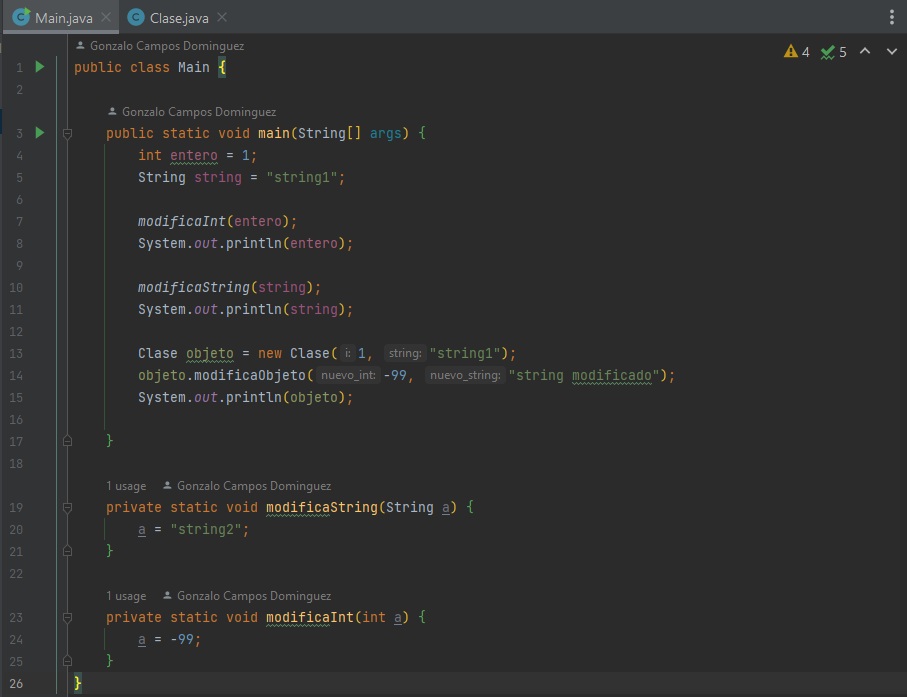 Main.java
Clase.java
Gonzalo Campos Dominguez
4 5
1 public class Main {
2
Gonzalo Campos Dominguez
3 public static void main(String[] args) {
4 int entero = 1;
5 String string = "string1";
6
7 modificaInt(entero);
8 System.out.println(entero);
9
10 modificaString(string);
11 System.out.println(string);
12
13 Clase objeto = new Clase( i: 1, string: "string1");
14 objeto.modificaObjeto( nuevo_int: -99, nuevo_string: "string modificado");
15 System.out.println(objeto);
16
17 }
18
1 usage Gonzalo Campos Dominguez
19 private static void modificaString(String a) {
20 a = "string2";
21 }
22
1 usage Gonzalo Campos Dominguez
23 private static void modificaInt(int a) {
24 a = -99;
25 }
26 }